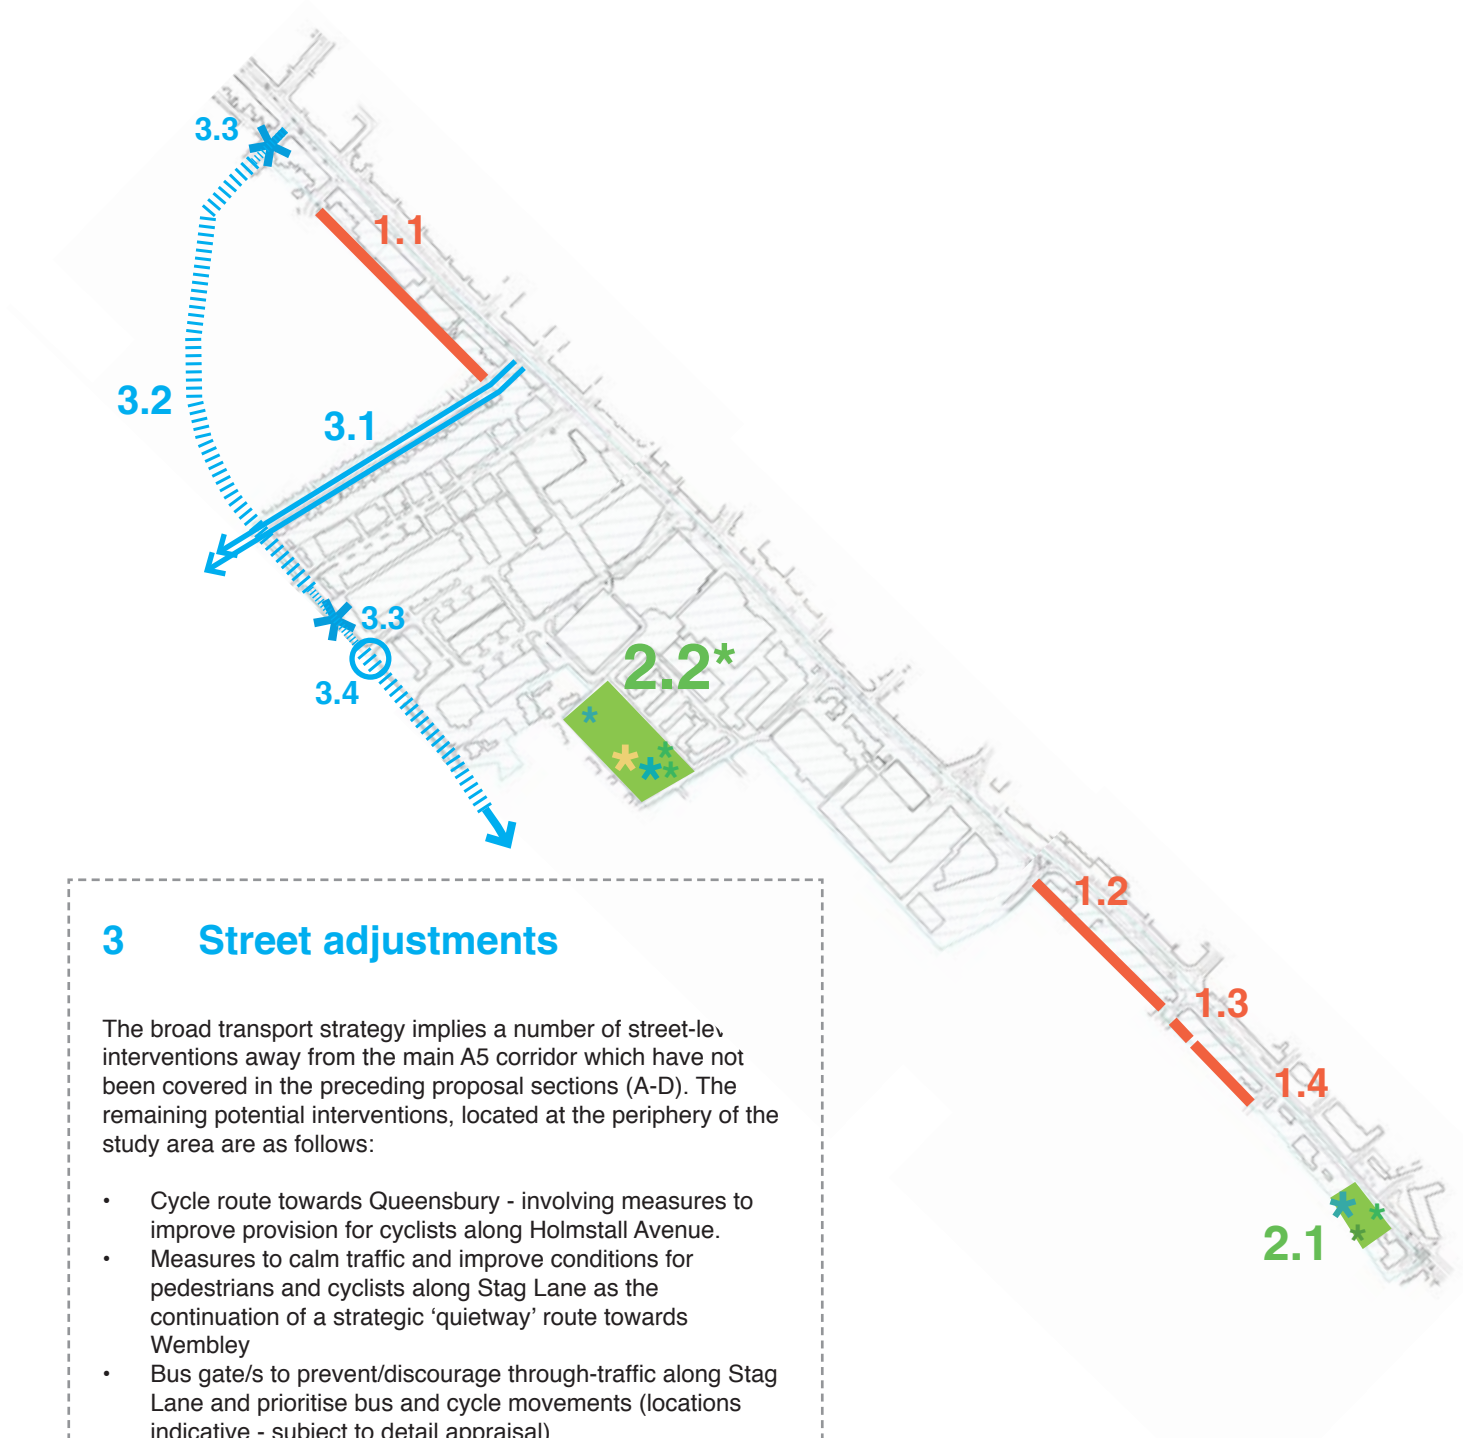 3.3
1.1
3.2
3.1
3.3
3.4
2.2*
1.2
1.3
1.4
2.1
3 Street adjustments
The broad transport strategy implies a number of
interventions away from the main A5 corridor which have not
been covered in the preceding proposal sections (A-D). The
remaining potential interventions, located at the periphery of the
study area are as follows:
• Cycle route towards Queensbury - involving measures to
improve provision for cyclists along Holmstall Avenue.
• Measures to calm traffic and improve conditions for
pedestrians and cyclists along Stag Lane as the
continuation of a strategic ‘quietway’ route towards
Wembley
• Bus gate/s to prevent/discourage through-traffic along Stag
Lane and prioritise bus and cycle movements (locations
indicative - subject to detail appraisal)